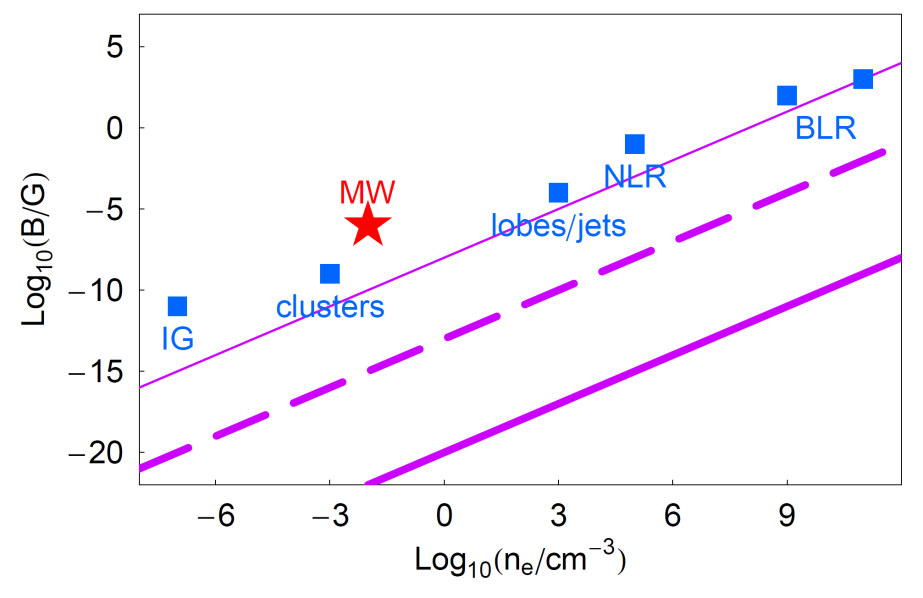 5
0
−5
−10
−15
−20
Log10(B/G)
MW
BLR
NLR
lobes/jets
clusters
IG
−6 −3 0 3 6 9
Log10(ne/cm−3)